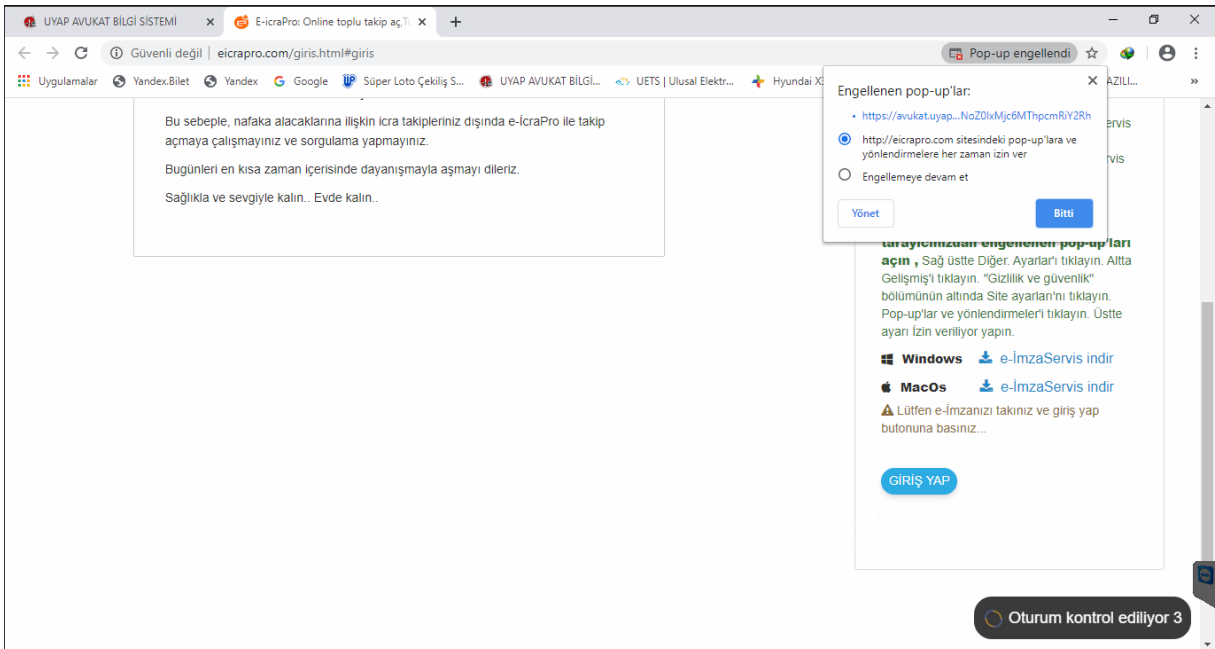 UYAP AVUKAT BİLGİ SİSTEMİ
E-icraPro: Online toplu takip aç,
Güvenli değil
eicrapro.com/giris.html#giris
Pop-up engellendi
Uygulamalar
Yandex.Bilet
Yandex
Google
Süper Loto Çekiliş S...
UYAP AVUKAT BİLGİ...
UETS | Ulusal Elektr...
Hyundai
AZILI...
Bu sebeple, nafaka alacaklarına ilişkin icra takipleriniz dışında e-İcraPro ile takip
açmaya çalışmayınız ve sorgulama yapmayınız.
Bugünleri en kısa zaman içerisinde dayanışmayla aşmayı dileriz.
Sağlıkla ve sevgiyle kalın.. Evde kalın..
Engellenen pop-up'lar:
https://avukat.uyap...NoZ0IxMjc6MThpcmRiY2Rh
http://eicrapro.com sitesindeki pop-up'lara ve
yönlendirmelere her zaman izin ver
Engellemeye devam et
Yönet
Bitti
ervis
rvis
tarayıcınızdan engellenen pop-up'ları
açın , Sağ üstte Diğer. Ayarlar'ı tıklayın. Altta
Gelişmiş'i tıklayın. "Gizlilik ve güvenlik"
bölümünün altında Site ayarları'nı tıklayın.
Pop-up'lar ve yönlendirmeler'i tıklayın. Üstte
ayarı İzin veriliyor yapın.
Windows e-İmzaServis indir
MacOs e-İmzaServis indir
Lütfen e-İmzanızı takınız ve giriş yap
butonuna basınız...
GİRİŞ YAP
Oturum kontrol ediliyor 3